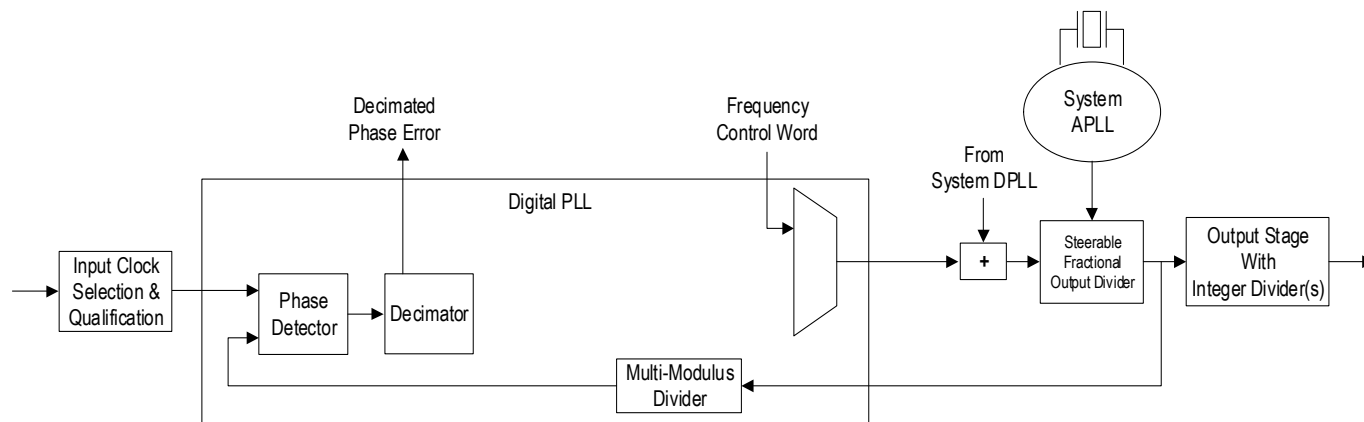 System
APLL
Decimated
Phase Error
Frequency
Control Word
From
System DPLL
Digital PLL
Input Clock
Selection &
Qualification
Phase
Detector
Decimator
+
Steerable
Fractional
Output Divider
Output Stage
With
Integer Divider(s)
Multi-Modulus
Divider